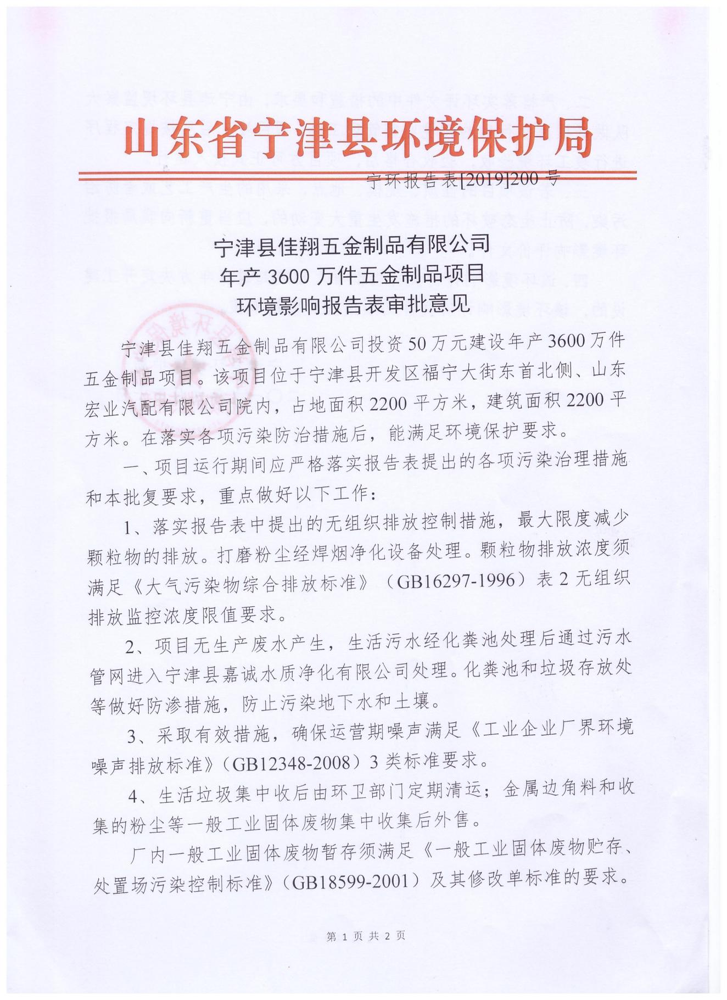 山东省宁津县环境保护局
宁环报告表[2019]200 号
宁津县佳翔五金制品有限公司
年产 3600 万件五金制品项目
环境影响报告表审批意见
宁津县佳翔五金制品有限公司投资 50 万元建设年产 3600 万件
五金制品项目。该项目位于宁津县开发区福宁大街东首北侧、山东
宏业汽配有限公司院内，占地面积 2200 平方米，建筑面积 2200 平
方米。在落实各项污染防治措施后，能满足环境保护要求。
一、项目运行期间应严格落实报告表提出的各项污染治理措施
和本批复要求，重点做好以下工作：
1、落实报告表中提出的无组织排放控制措施，最大限度减少
颗粒物的排放。打磨粉尘经焊烟净化设备处理。颗粒物排放浓度须
满足《大气污染物综合排放标准》（GB16297-1996）表 2 无组织
排放监控浓度限值要求。
2、项目无生产废水产生，生活污水经化粪池处理后通过污水
管网进入宁津县嘉诚水质净化有限公司处理。化粪池和垃圾存放处
等做好防渗措施，防止污染地下水和土壤。
3、采取有效措施，确保运营期噪声满足《工业企业厂界环境
噪声排放标准》（GB12348-2008）3 类标准要求。
4、生活垃圾集中收后由环卫部门定期清运；金属边角料和收
集的粉尘等一般工业固体废物集中收集后外售。
厂内一般工业固体废物暂存须满足《一般工业固体废物贮存、
处置场污染控制标准》（GB18599-2001）及其修改单标准的要求。
第 1 页 共 2 页